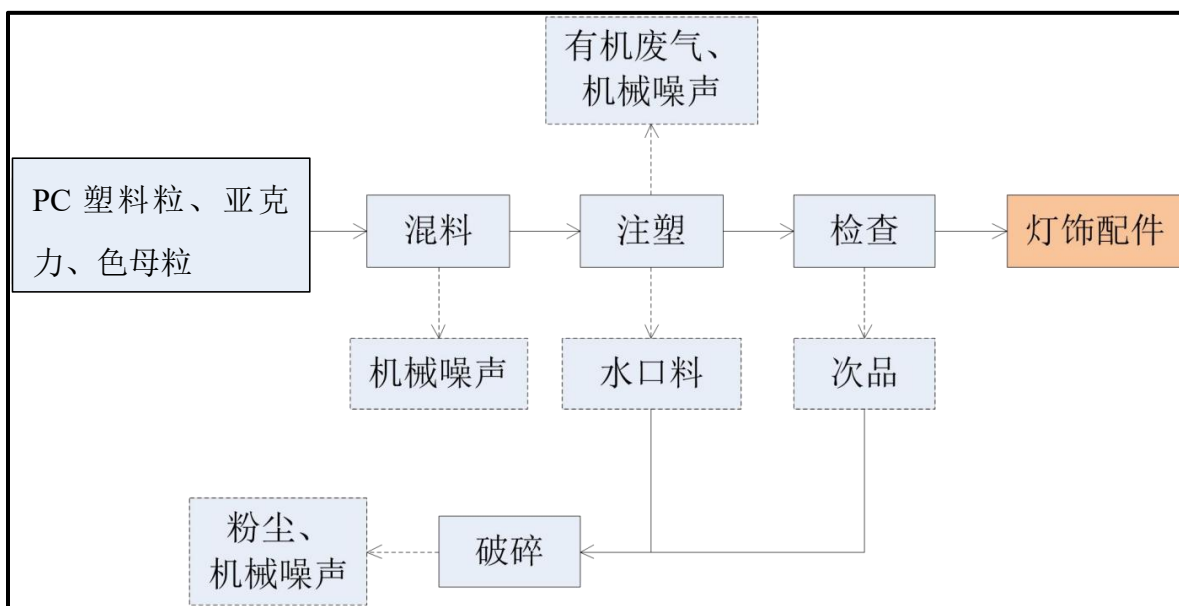 有机废气、
机械噪声
PC 塑料粒、亚克
力、色母粒
混料
注塑
检查
灯饰配件
机械噪声
水口料
次品
粉尘、
机械噪声
破碎